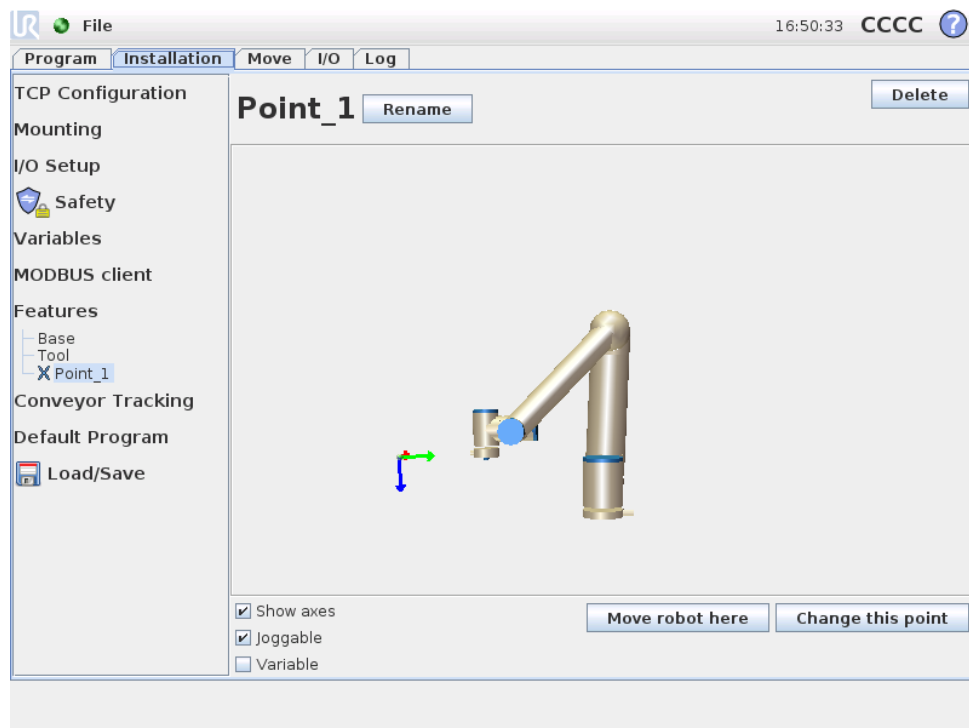 UR File 16:50:33 CCCC ?
Program Installation Move I/O Log
TCP Configuration
Mounting
I/O Setup
Safety
Variables
MODBUS client
Features
Base
Tool
Point_1
Conveyor Tracking
Default Program
Load/Save
Point_1 Rename Delete
Show axes
Joggable
Variable
Move robot here Change this point